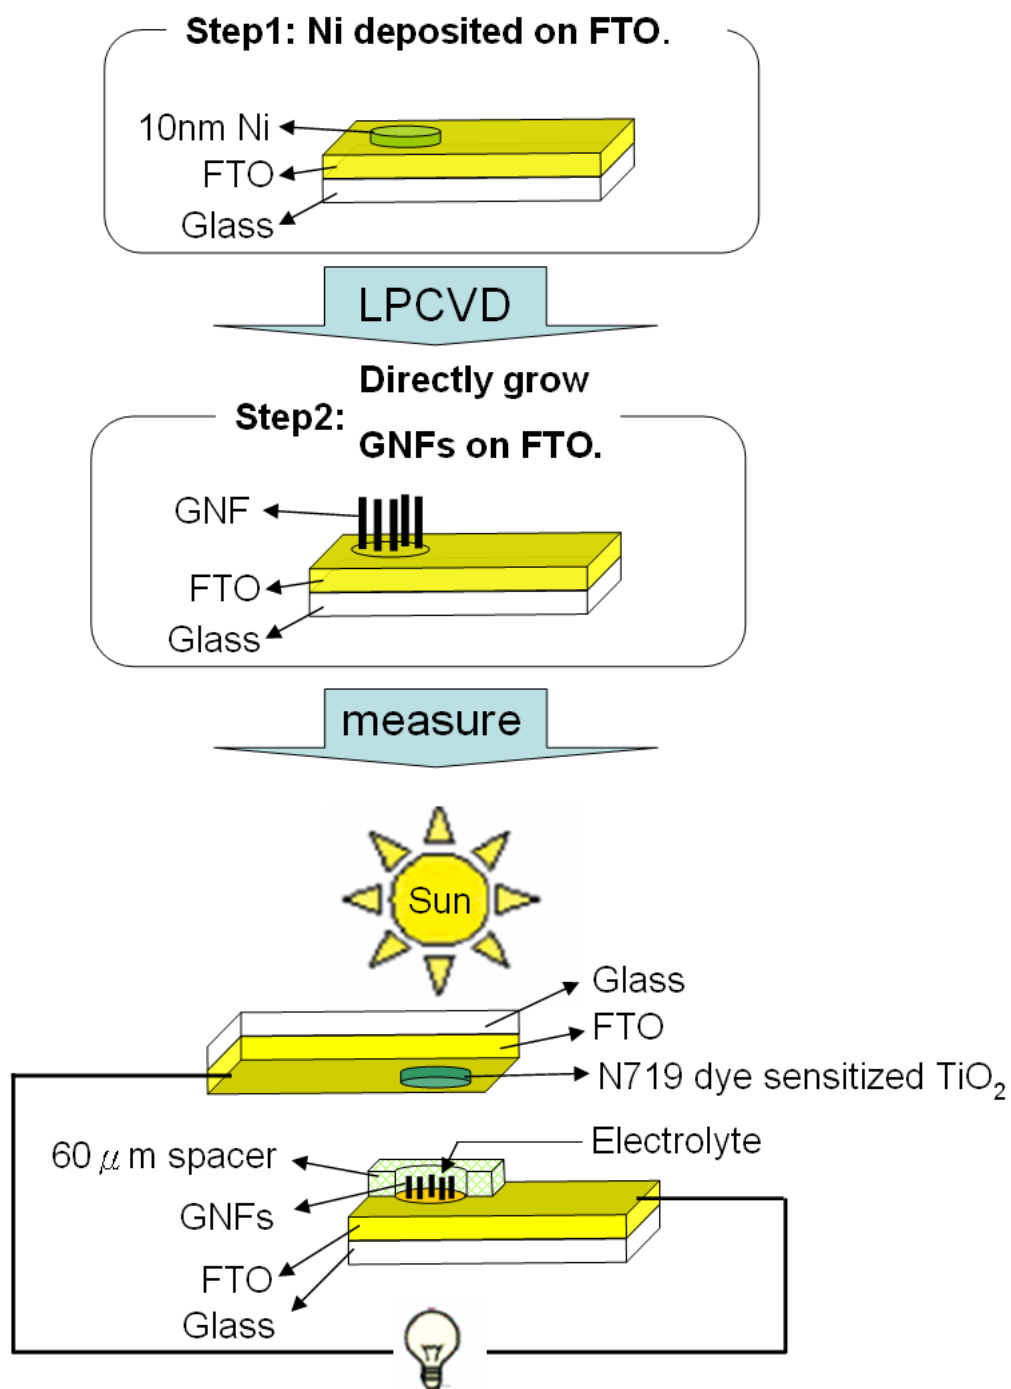 Step1: Ni deposited on FTO.
10nm Ni
FTO
Glass
LPCVD
Directly grow
Step2:
GNFs on FTO.
GNF
FTO
Glass
measure
Sun
Glass
FTO
N719 dye sensitized TiO₂
Electrolyte
60 μm spacer
GNFs
FTO
Glass